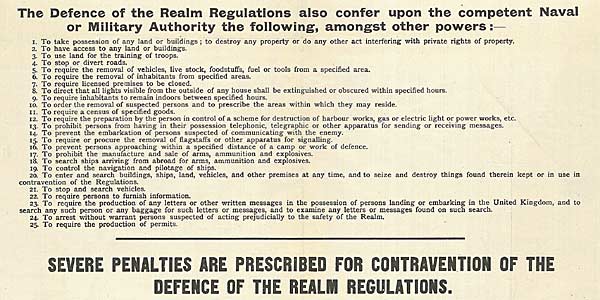 The Defence of the Realm Regulations also confer upon the competent Naval
or Military Authority the following, amongst other powers:—
1. To take possession of any land or buildings; to destroy any property or do any other act interfering with private rights of property.
2. To have access to any land or buildings.
3. To use land for the training of troops.
4. To stop or divert roads.
5. To require the removal of vehicles, live stock, foodstuffs, fuel or tools from a specified area.
6. To require the removal of inhabitants from specified areas.
7. To require licensed premises to be closed.
8. To direct that all lights visible from the outside of any house shall be extinguished or obscured within specified hours.
9. To require inhabitants to remain indoors between specified hours.
10. To order the removal of suspected persons and to prescribe the areas within which they may reside.
11. To require a census of specified goods.
12. To require the preparation by the person in control of a scheme for destruction of harbour works, gas or electric light or power works, etc.
13. To prohibit persons from having in their possession telephonic, telegraphic or other apparatus for sending or receiving messages.
14. To prevent the embarkation of persons suspected of communicating with the enemy.
15. To require or procure the removal of flagstaffs or other apparatus for signalling.
16. To prevent persons approaching within a specified distance of a camp or work of defence.
17. To prohibit the manufacture and sale of arms, ammunition and explosives.
18. To search ships arriving from abroad for arms, ammunition and explosives.
19. To control the navigation and pilotage of ships.
20. To enter and search buildings, ships, land, vehicles, and other premises at any time, and to seize and destroy things found therein kept or in use in
contravention of the Regulations.
21. To stop and search vehicles.
22. To require persons to furnish information.
23. To require the production of any letters or other written messages in the possession of persons landing or embarking in the United Kingdom, and to
search any such person or any baggage for such letters or messages, and to examine any letters or messages found on such search.
24. To arrest without warrant persons suspected of acting prejudicially to the safety of the Realm.
25. To require the production of permits.
SEVERE PENALTIES ARE PRESCRIBED FOR CONTRAVENTION OF THE
DEFENCE OF THE REALM REGULATIONS.